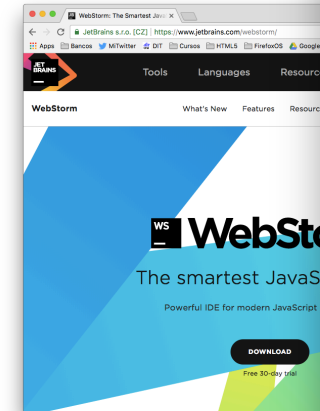 WebStorm: The Smartest Java
JetBrains s.r.o. [CZ] | https://www.jetbrains.com/webstorm/
Apps Bancos MiTwitter DIT Cursos HTML5 FirefoxOS Google
JET
BRAINS
Tools Languages Resourc
WebStorm What's New Features Resourc
WS WebSto
The smartest JavaS
Powerful IDE for modern JavaScript
DOWNLOAD
Free 30-day trial